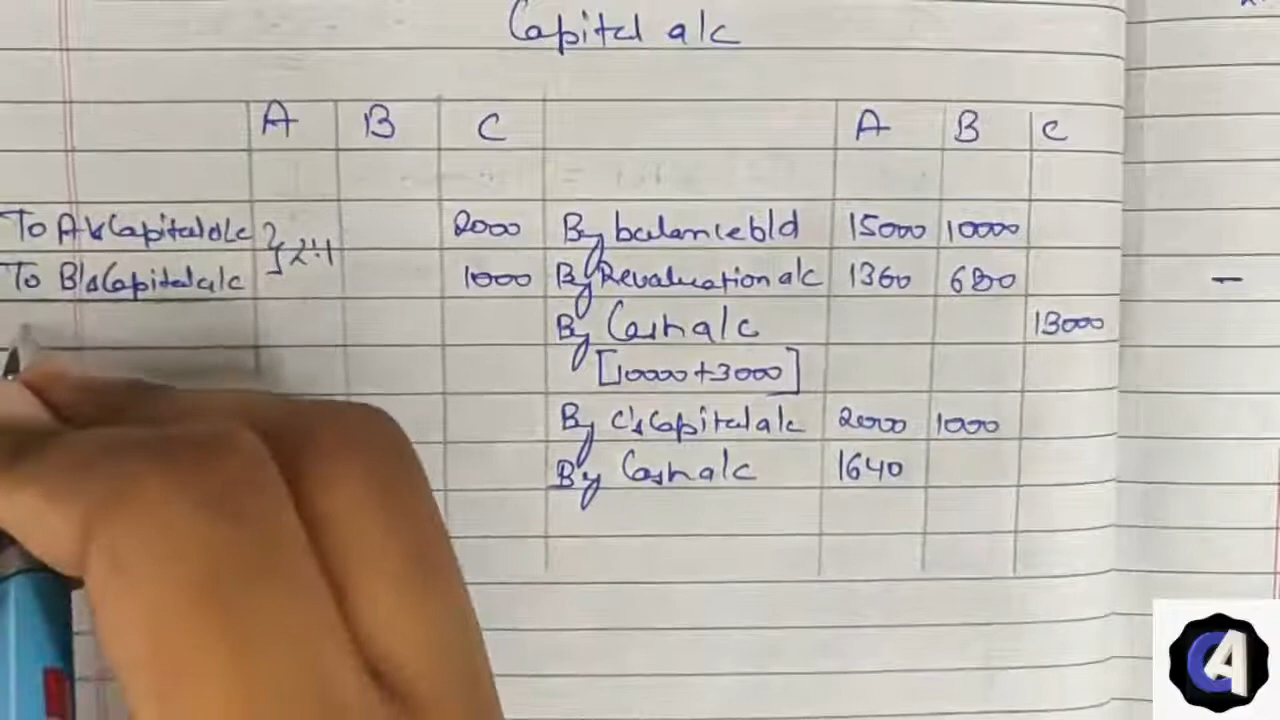 Capital a/c
A B C A B C
To A's Capital a/c } 2:1 2000 By balance b/d 15000 10000
To B's Capital a/c 1000 By Revaluation a/c 1360 680
By Cash a/c 13000
[10000+3000]
By C's Capital a/c 2000 1000
By Cash a/c 1640
CA